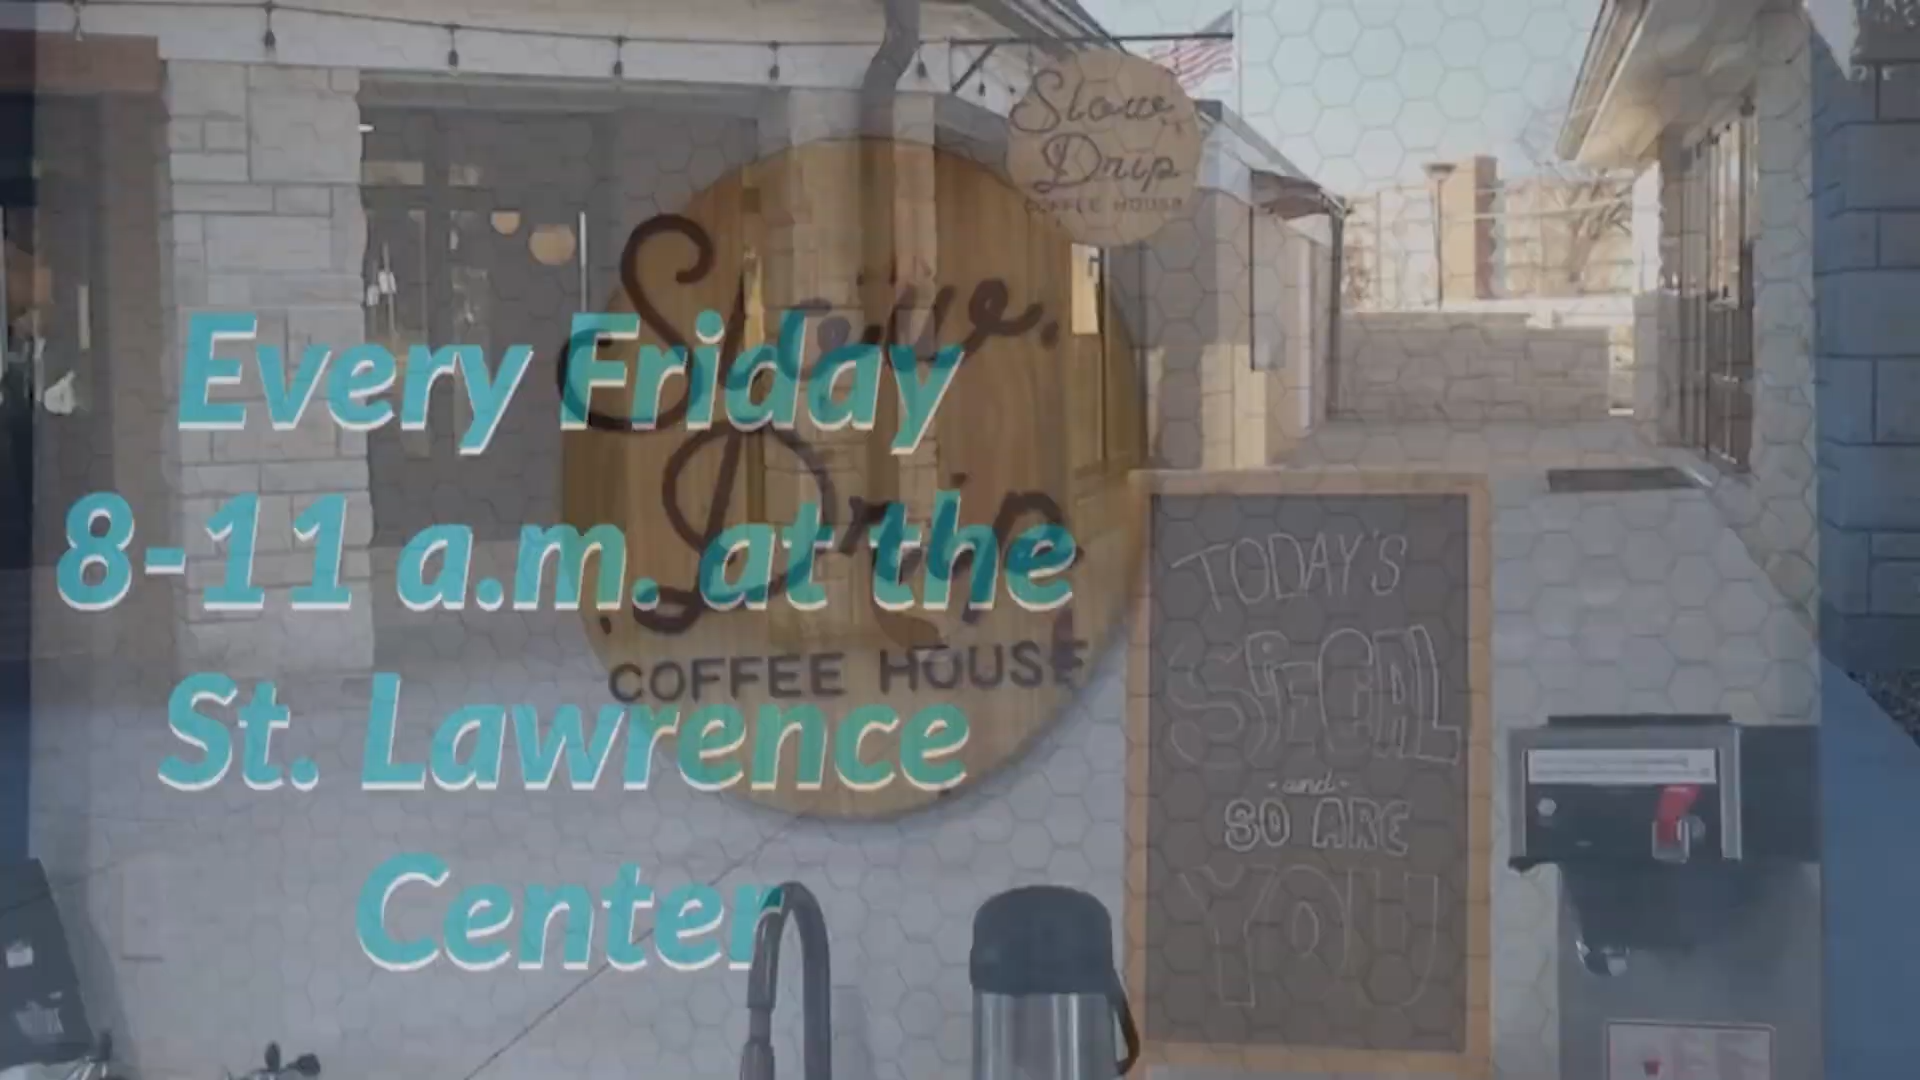 Slow
Drip
COFFEE HOUSE
Slow
Drip
COFFEE HOUSE
Every Friday
8-11 a.m. at the
St. Lawrence
Center
TODAY'S
SPECIAL
-and-
SO ARE
YOU